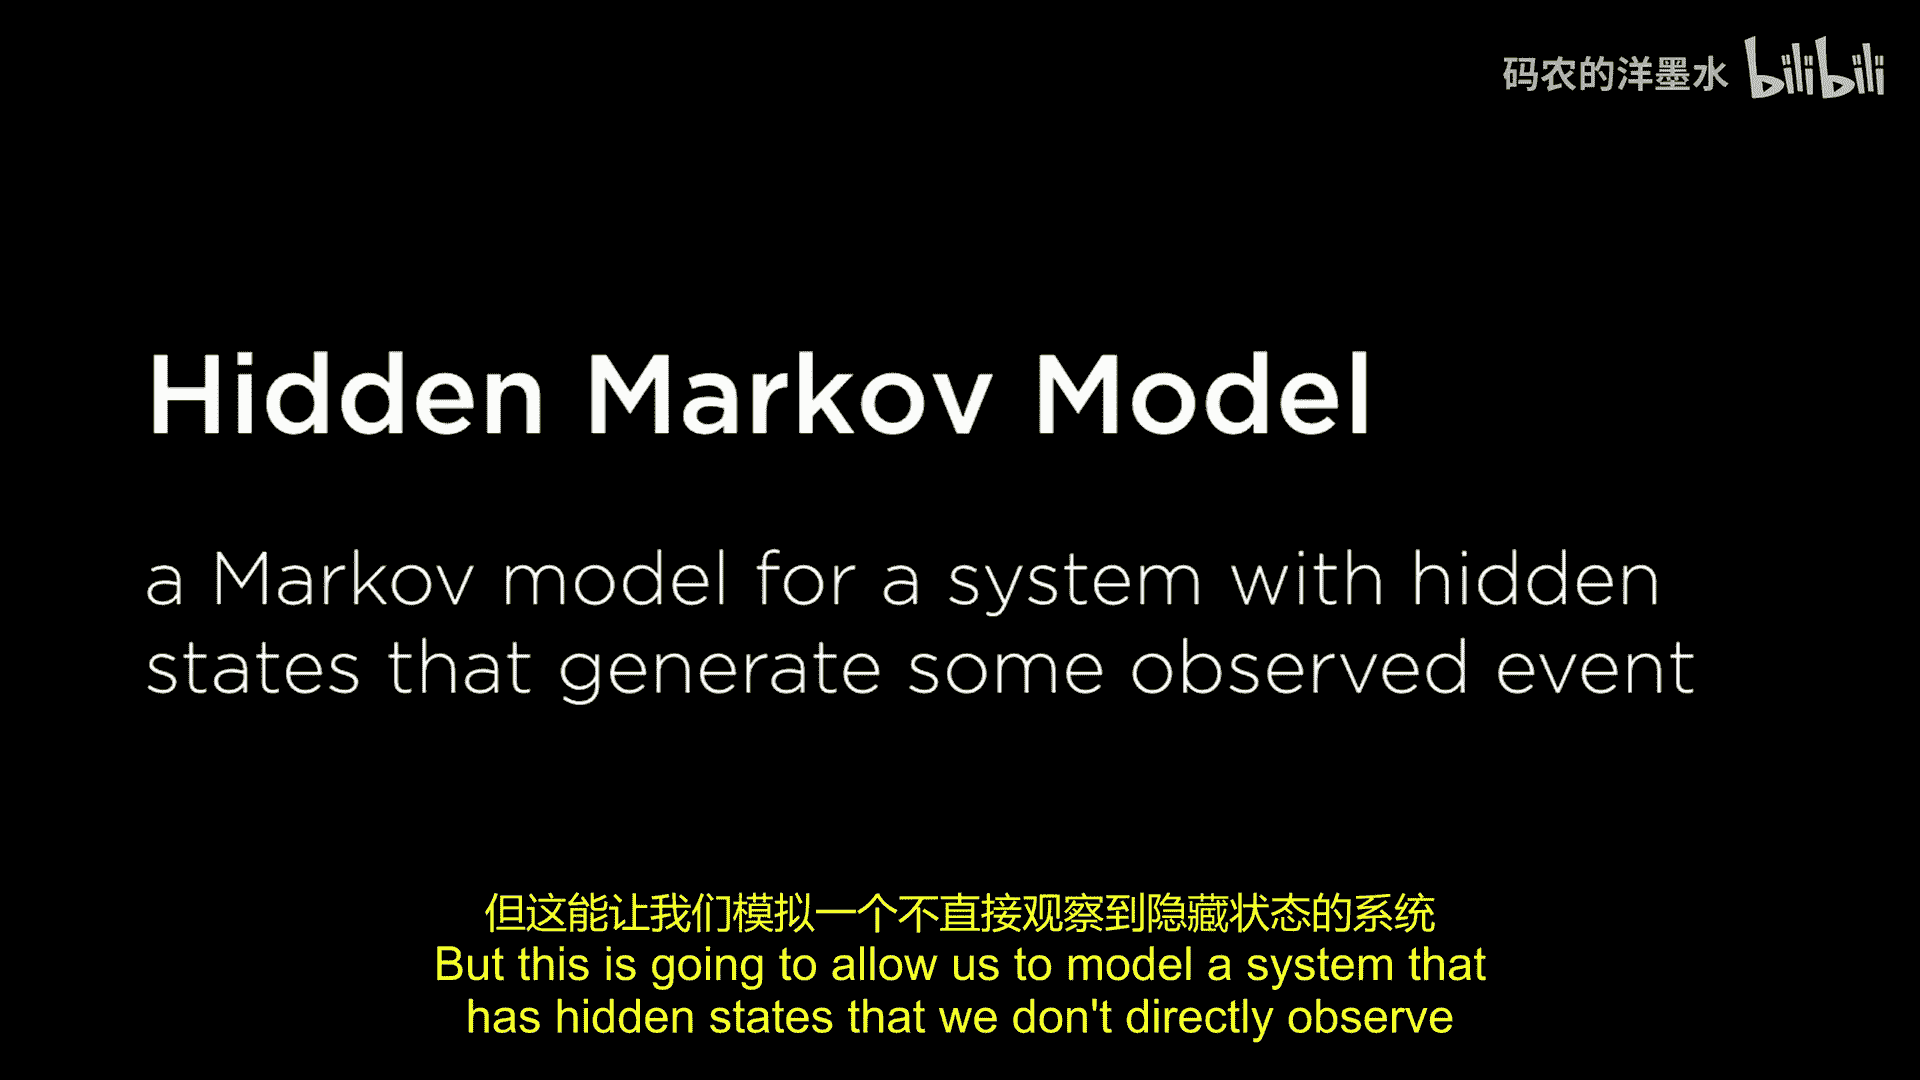 码农的洋墨水 bilibili
Hidden Markov Model
a Markov model for a system with hidden
states that generate some observed event
但这能让我们模拟一个不直接观察到隐藏状态的系统
But this is going to allow us to model a system that
has hidden states that we don't directly observe